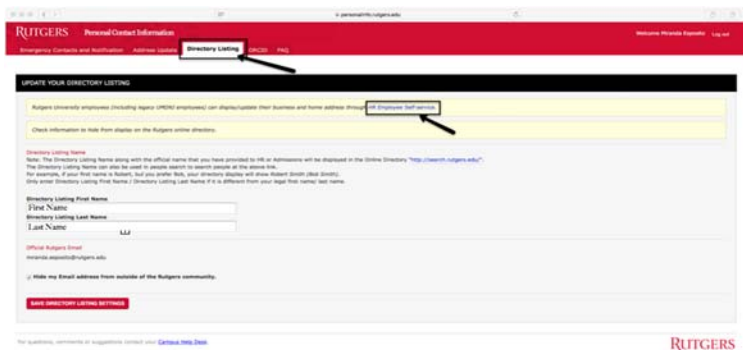 personalinfo.rutgers.edu
RUTGERS Personal Contact Information
Welcome Miranda Esposito Log out
Emergency Contacts and Notification Address Update Directory Listing ORCID FAQ
UPDATE YOUR DIRECTORY LISTING
Rutgers University employees (including legacy UMDNJ employees) can display/update their business and home address through HR Employee Self-service.
Check information to hide from display on the Rutgers online directory.
Directory Listing Name
Note: The Directory Listing Name along with the official name that you have provided to HR or Admissions will be displayed in the Online Directory "http://search.rutgers.edu/".
The Directory Listing Name can also be used in people search to search people at the above link.
For example, if your first name is Robert, but you prefer Bob, your directory display will show Robert Smith (Bob Smith).
Only enter Directory Listing First Name / Directory Listing Last Name if it is different from your legal first name/ last name.
Directory Listing First Name
First Name
Directory Listing Last Name
Last Name
Official Rutgers Email
miranda.esposito@rutgers.edu
Hide my Email address from outside of the Rutgers community.
SAVE DIRECTORY LISTING SETTINGS
For questions, comments or suggestions contact your Campus Help Desk.
RUTGERS